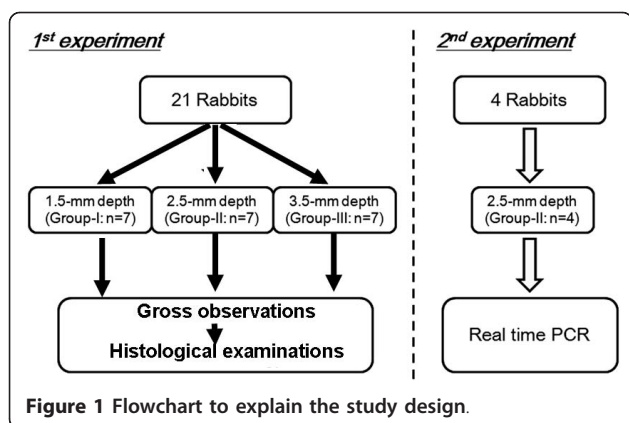 1st experiment
21 Rabbits
1.5-mm depth
(Group-I: n=7)
2.5-mm depth
(Group-II: n=7)
3.5-mm depth
(Group-III: n=7)
Gross observations
Histological examinations
2nd experiment
4 Rabbits
2.5-mm depth
(Group-II: n=4)
Real time PCR
Figure 1 Flowchart to explain the study design.